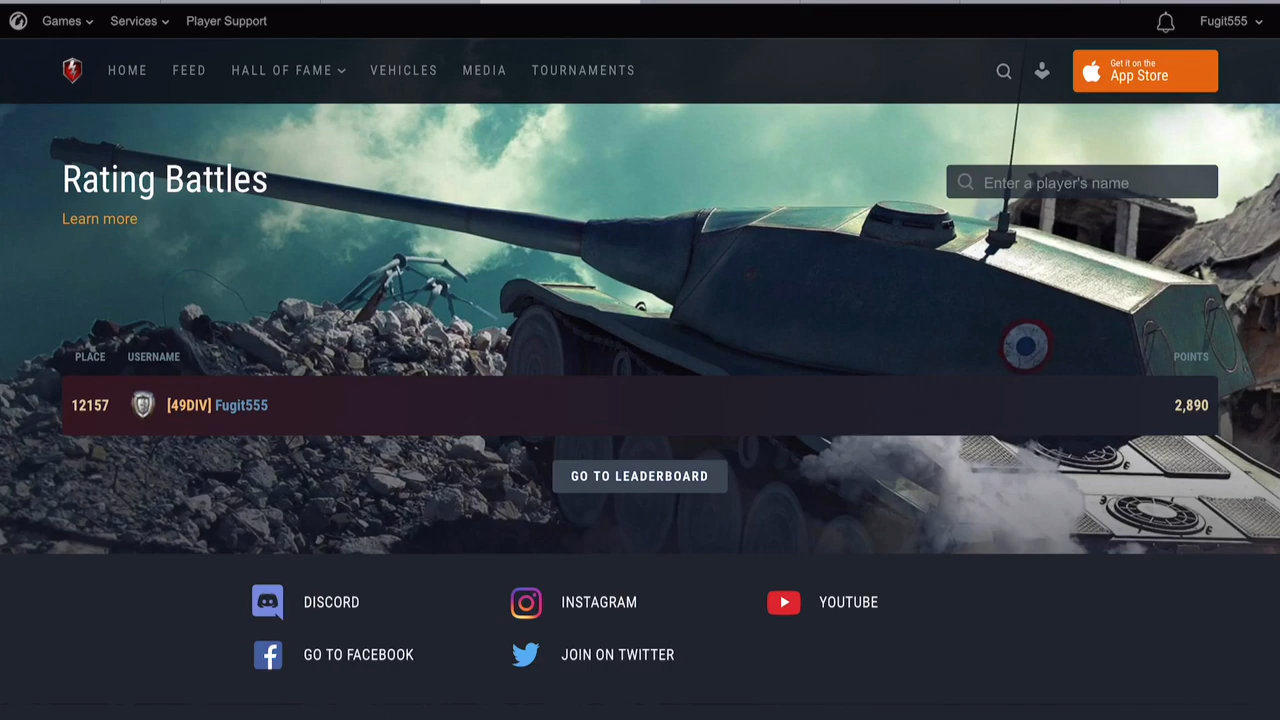 Games Services Player Support Fugit555
HOME FEED HALL OF FAME VEHICLES MEDIA TOURNAMENTS
Get it on the
App Store
Rating Battles
Enter a player's name
Learn more
PLACE USERNAME POINTS
12157 [49DIV] Fugit555 2,890
GO TO LEADERBOARD
DISCORD INSTAGRAM YOUTUBE
GO TO FACEBOOK JOIN ON TWITTER